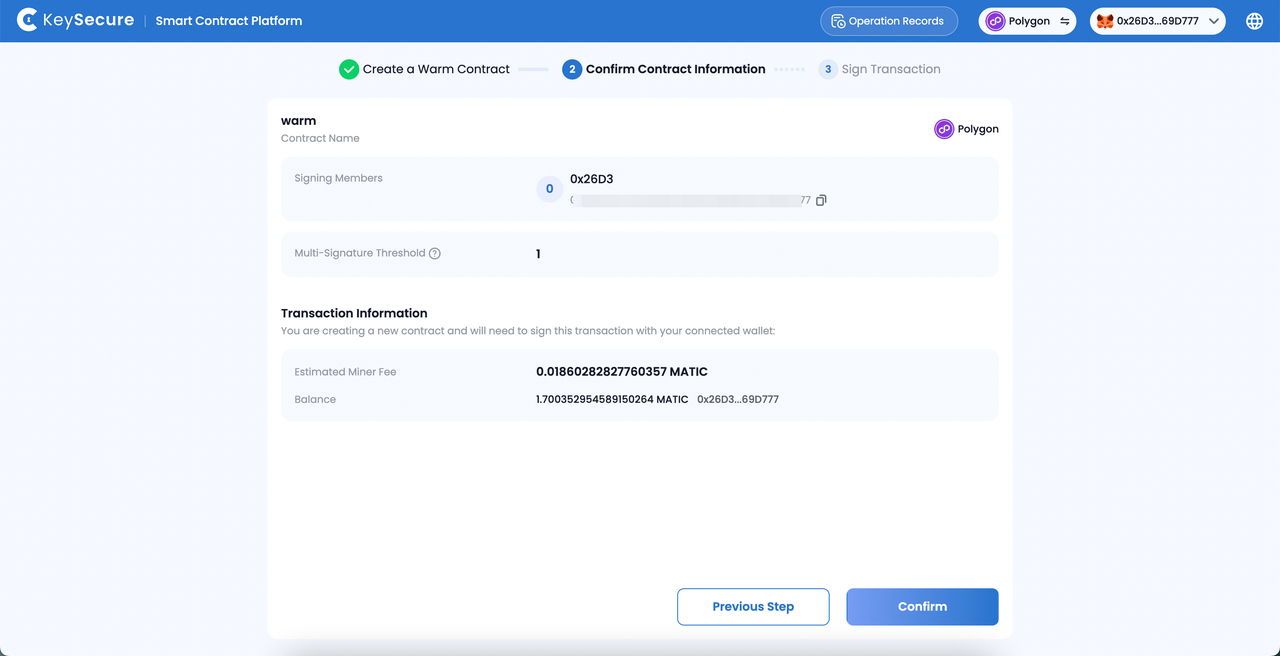 KeySecure | Smart Contract Platform Operation Records Polygon 0x26D3...69D777
Create a Warm Contract 2 Confirm Contract Information 3 Sign Transaction
warm
Contract Name
Polygon
Signing Members
0
0x26D3
77
Multi-Signature Threshold ? 1
Transaction Information
You are creating a new contract and will need to sign this transaction with your connected wallet:
Estimated Miner Fee 0.01860282827760357 MATIC
Balance 1.700352954589150264 MATIC 0x26D3...69D777
Previous Step Confirm